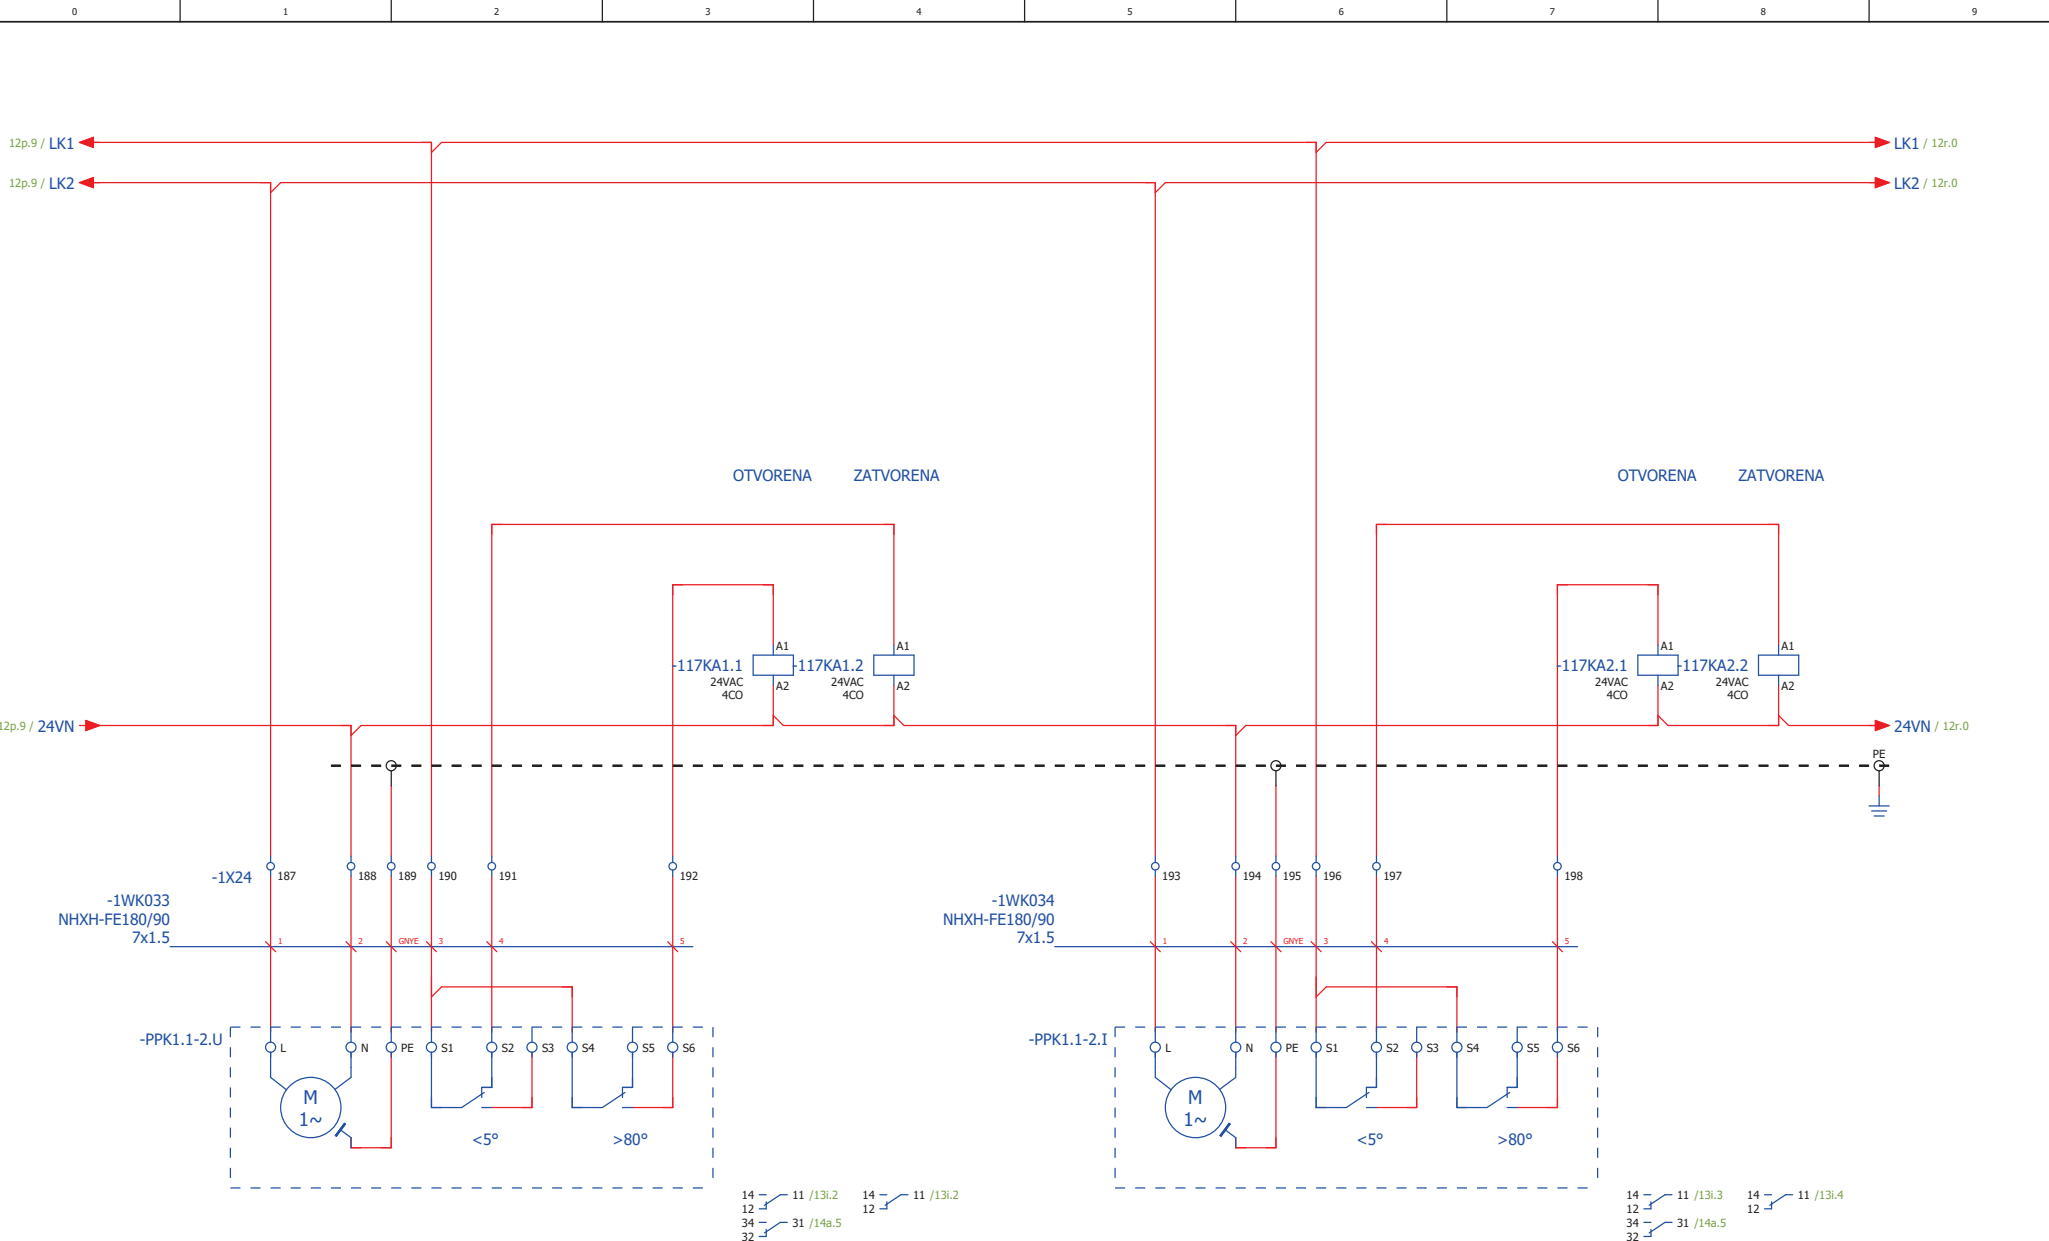 0 1 2 3 4 5 6 7 8 9
12p.9 / LK1 LK1 / 12r.0
12p.9 / LK2 LK2 / 12r.0
OTVORENA ZATVORENA OTVORENA ZATVORENA
A1 A1 A1 A1
-117KA1.1 -117KA1.2 -117KA2.1 -117KA2.2
24VAC A2 24VAC A2 24VAC A2 24VAC A2
4CO 4CO 4CO 4CO
12p.9 / 24VN 24VN / 12r.0
PE
-1X24 187 188 189 190 191 192 193 194 195 196 197 198
-1WK033 -1WK034
NHXH-FE180/90 NHXH-FE180/90
7x1.5 1 2 GNYE 3 4 5 7x1.5 1 2 GNYE 3 4 5
-PPK1.1-2.U -PPK1.1-2.I
L N PE S1 S2 S3 S4 S5 S6 L N PE S1 S2 S3 S4 S5 S6
M M
1~ 1~
<5° >80° <5° >80°
14 11 /13i.2 14 11 /13i.2 14 11 /13i.3 14 11 /13i.4
12 12 12 12
34 31 /14a.5 34 31 /14a.5
32 32